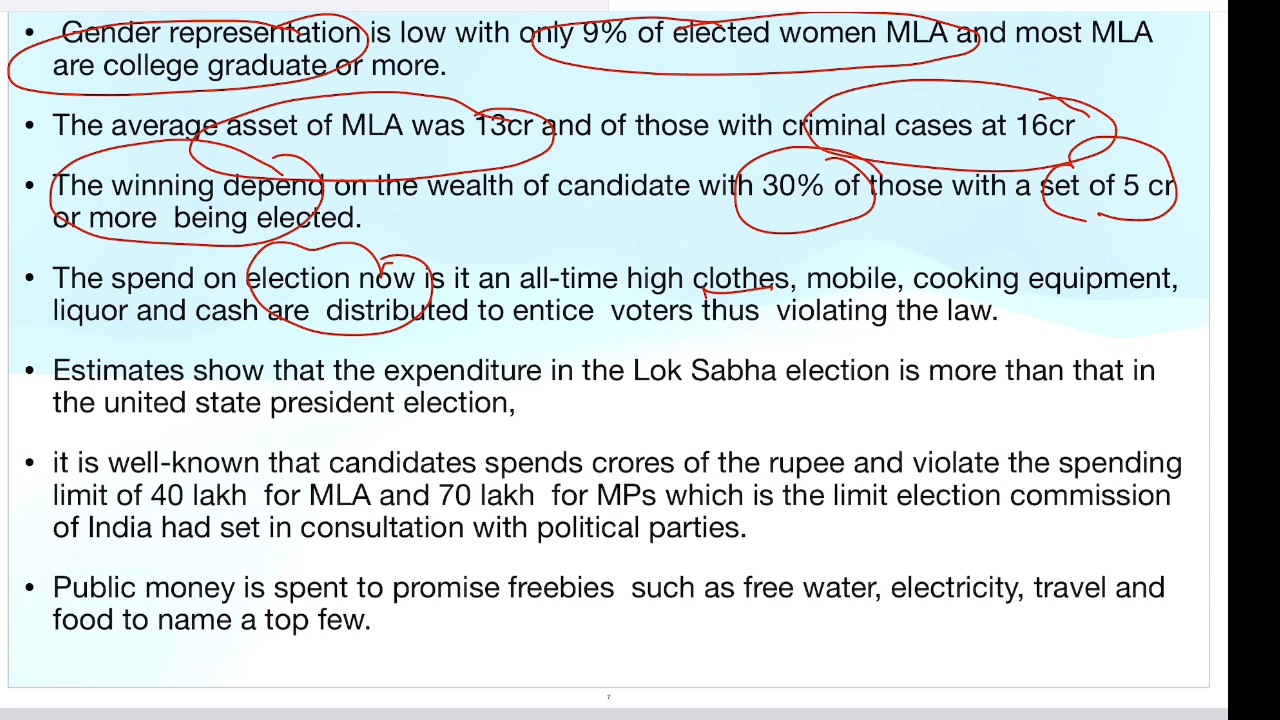 • Gender representation is low with only 9% of elected women MLA and most MLA
are college graduate or more.
• The average asset of MLA was 13cr and of those with criminal cases at 16cr
• The winning depend on the wealth of candidate with 30% of those with a set of 5 cr
or more being elected.
• The spend on election now is it an all-time high clothes, mobile, cooking equipment,
liquor and cash are distributed to entice voters thus violating the law.
• Estimates show that the expenditure in the Lok Sabha election is more than that in
the united state president election,
• it is well-known that candidates spends crores of the rupee and violate the spending
limit of 40 lakh for MLA and 70 lakh for MPs which is the limit election commission
of India had set in consultation with political parties.
• Public money is spent to promise freebies such as free water, electricity, travel and
food to name a top few.
7